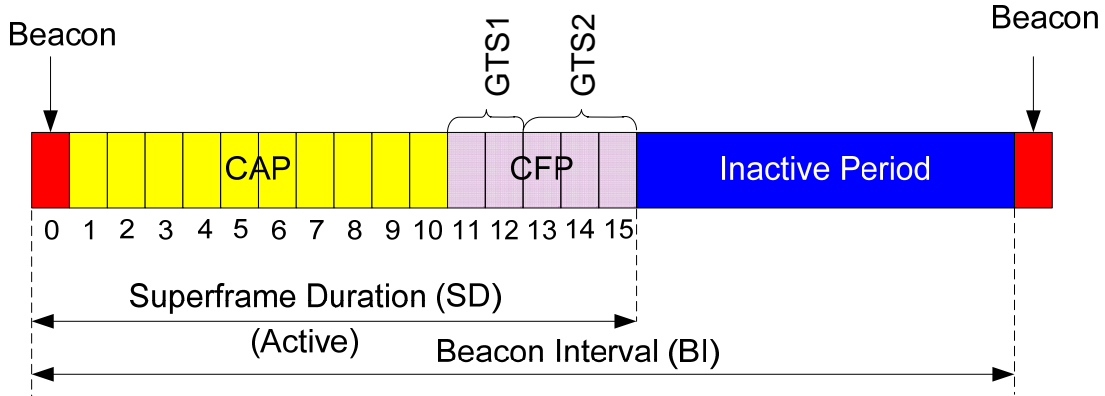 Beacon
GTS1
GTS2
Beacon
CAP
CFP
Inactive Period
0 1 2 3 4 5 6 7 8 9 10 11 12 13 14 15
Superframe Duration (SD)
(Active)
Beacon Interval (BI)